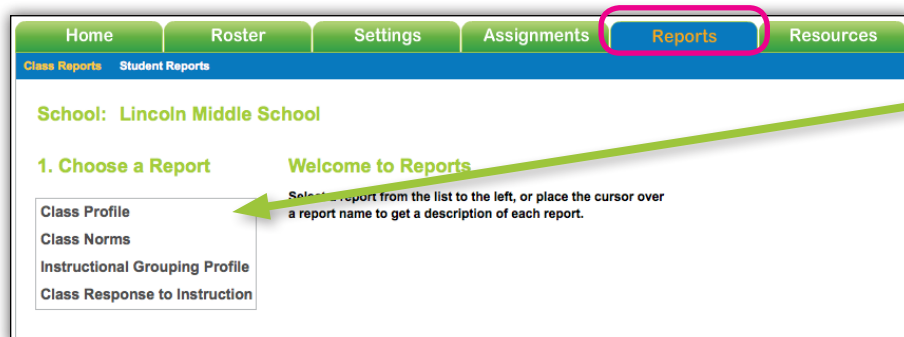 Home Roster Settings Assignments Reports Resources
Class Reports Student Reports
School: Lincoln Middle School
1. Choose a Report
Welcome to Reports
Select a report from the list to the left, or place the cursor over
a report name to get a description of each report.
Class Profile
Class Norms
Instructional Grouping Profile
Class Response to Instruction